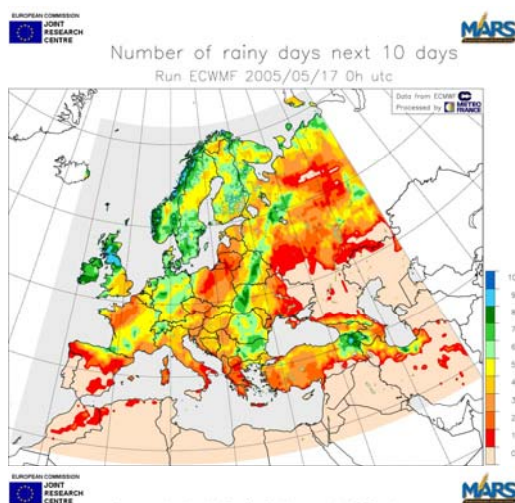 EUROPEAN COMMISSION
JOINT
RESEARCH
CENTRE
MARS
Number of rainy days next 10 days
Run ECWMF 2005/05/17 0h utc
Data from ECMWF
Processed by METEO
FRANCE
10
9
8
7
6
5
4
3
2
1
0
EUROPEAN COMMISSION
JOINT
RESEARCH
CENTRE
MARS